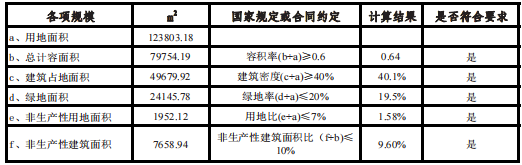 各项规模 m² 国家规定或合同约定 计算结果 是否符合要求
a、用地面积 123803.18
b、总计容面积 79754.19 容积率(b÷a)≥0.6 0.64 是
c、建筑占地面积 49679.92 建筑密度(c÷a)≥40% 40.1% 是
d、绿地面积 24145.78 绿地率(d÷a)≤20% 19.5% 是
e、非生产性用地面积 1952.12 用地比(e÷a)≤7% 1.58% 是
f、非生产性建筑面积 7658.94 非生产性建筑面积比（f÷b)≤
10% 9.60% 是